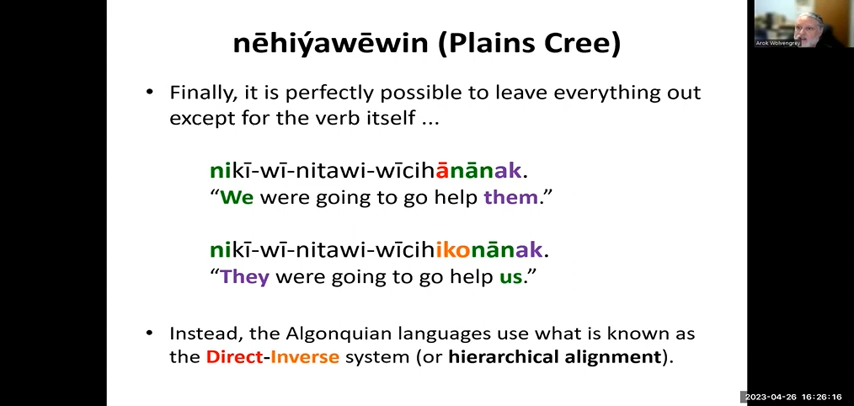 nēhiýawēwin (Plains Cree)
Arok Wolvengrey
• Finally, it is perfectly possible to leave everything out
except for the verb itself ...
nikī-wī-nitawi-wīcihānānak.
“We were going to go help them.”
nikī-wī-nitawi-wīcihikonānak.
“They were going to go help us.”
• Instead, the Algonquian languages use what is known as
the Direct-Inverse system (or hierarchical alignment).
2023-04-26 16:26:16